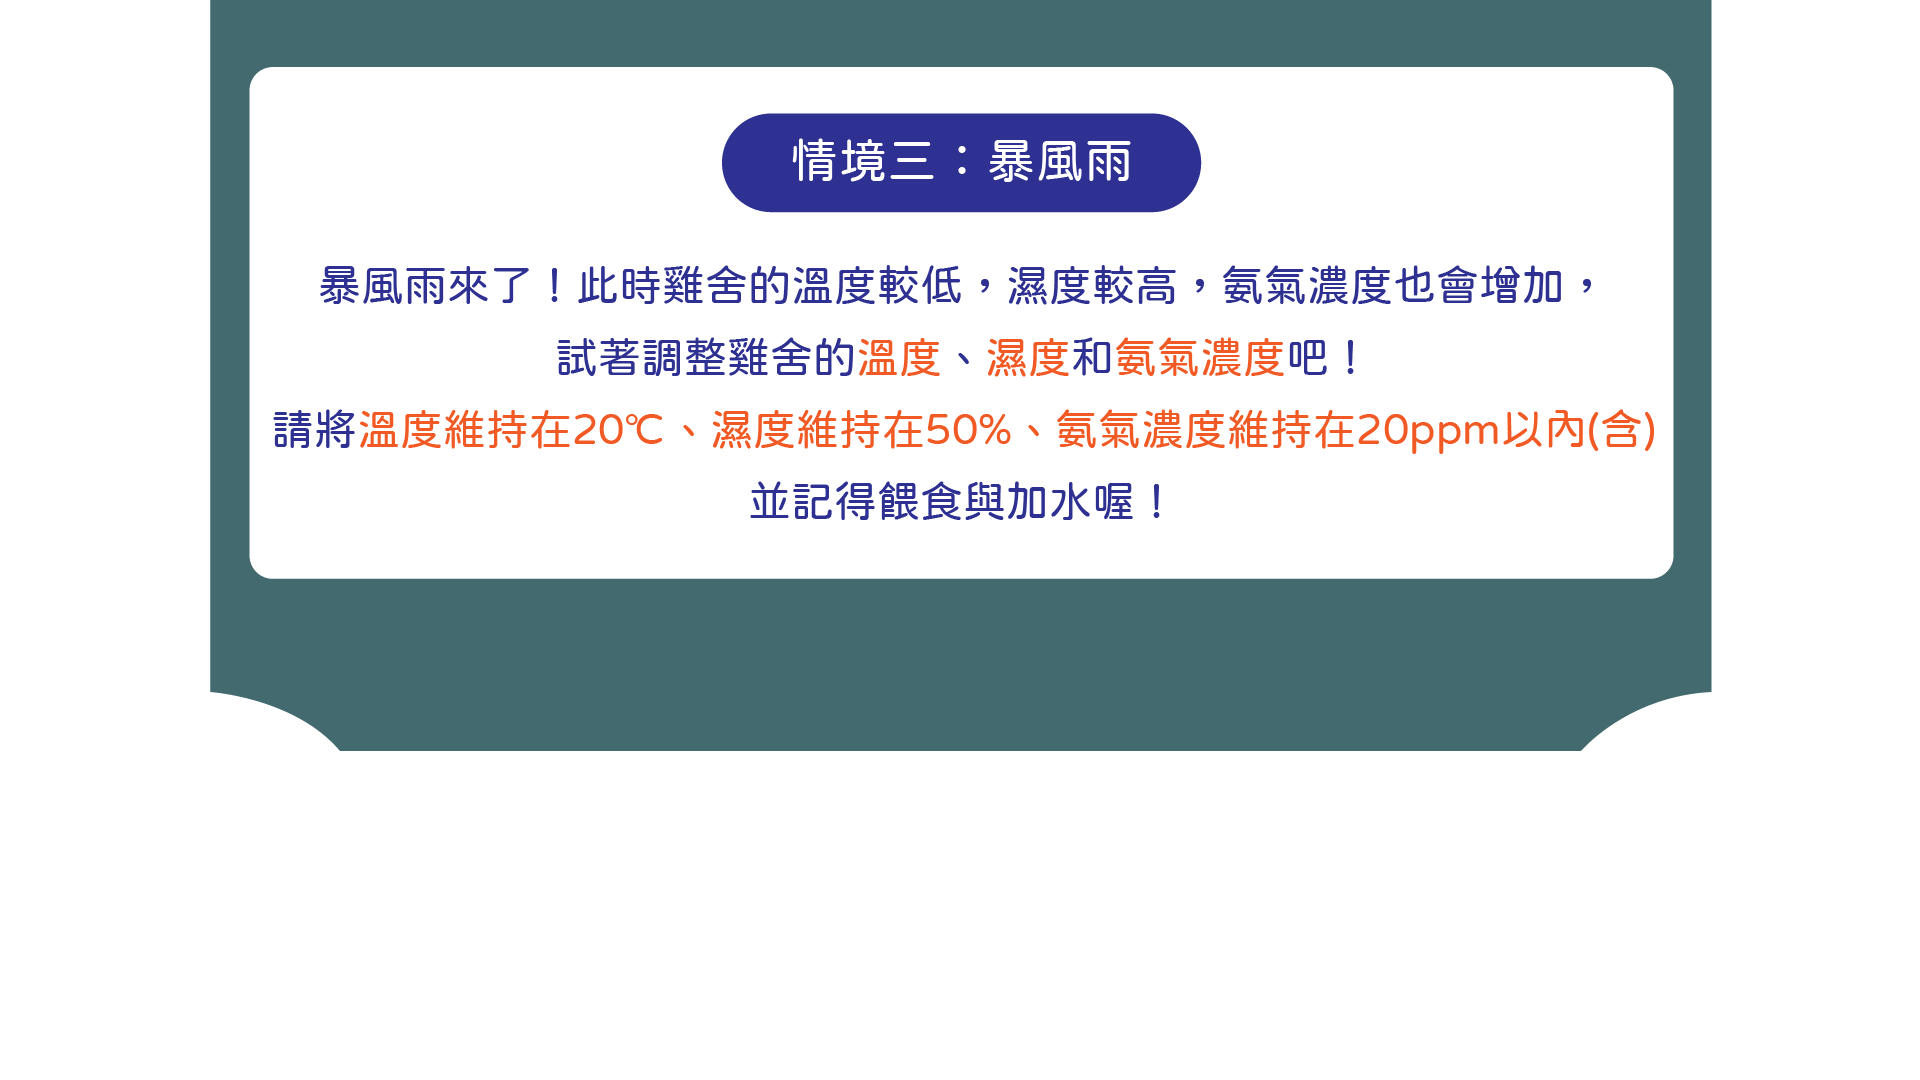 情境三：暴風雨
暴風雨來了！此時雞舍的溫度較低，濕度較高，氨氣濃度也會增加，
試著調整雞舍的溫度、濕度和氨氣濃度吧！
請將溫度維持在20℃、濕度維持在50%、氨氣濃度維持在20ppm以內(含)
並記得餵食與加水喔！